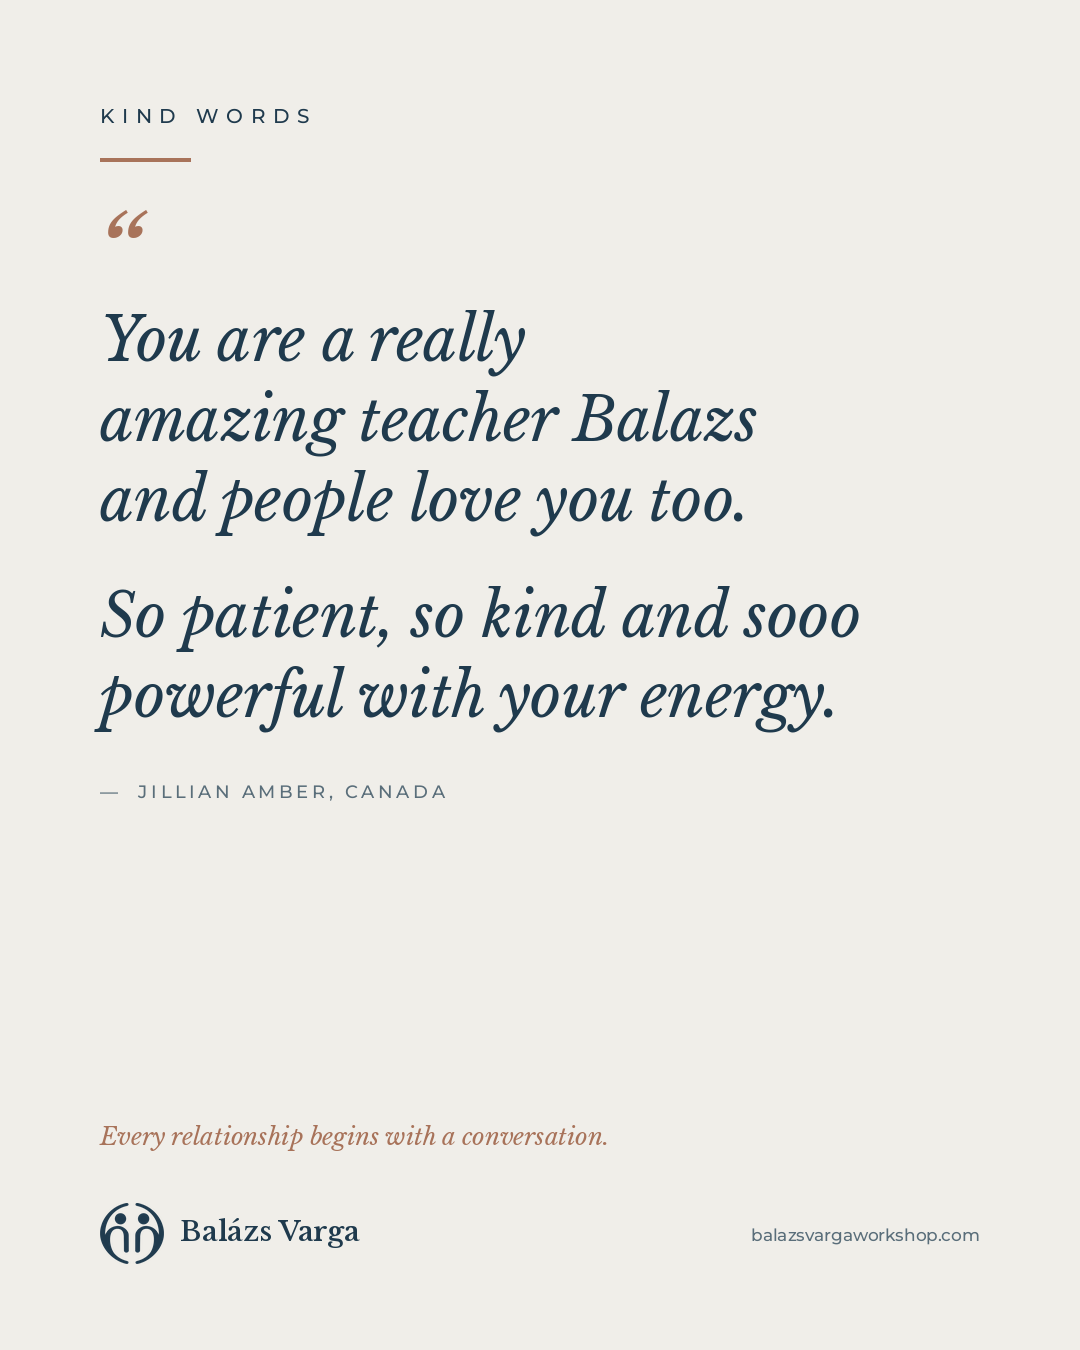 KIND WORDS
“
You are a really
amazing teacher Balazs
and people love you too.
So patient, so kind and sooo
powerful with your energy.
— JILLIAN AMBER, CANADA
Every relationship begins with a conversation.
Balázs Varga
balazsvargaworkshop.com